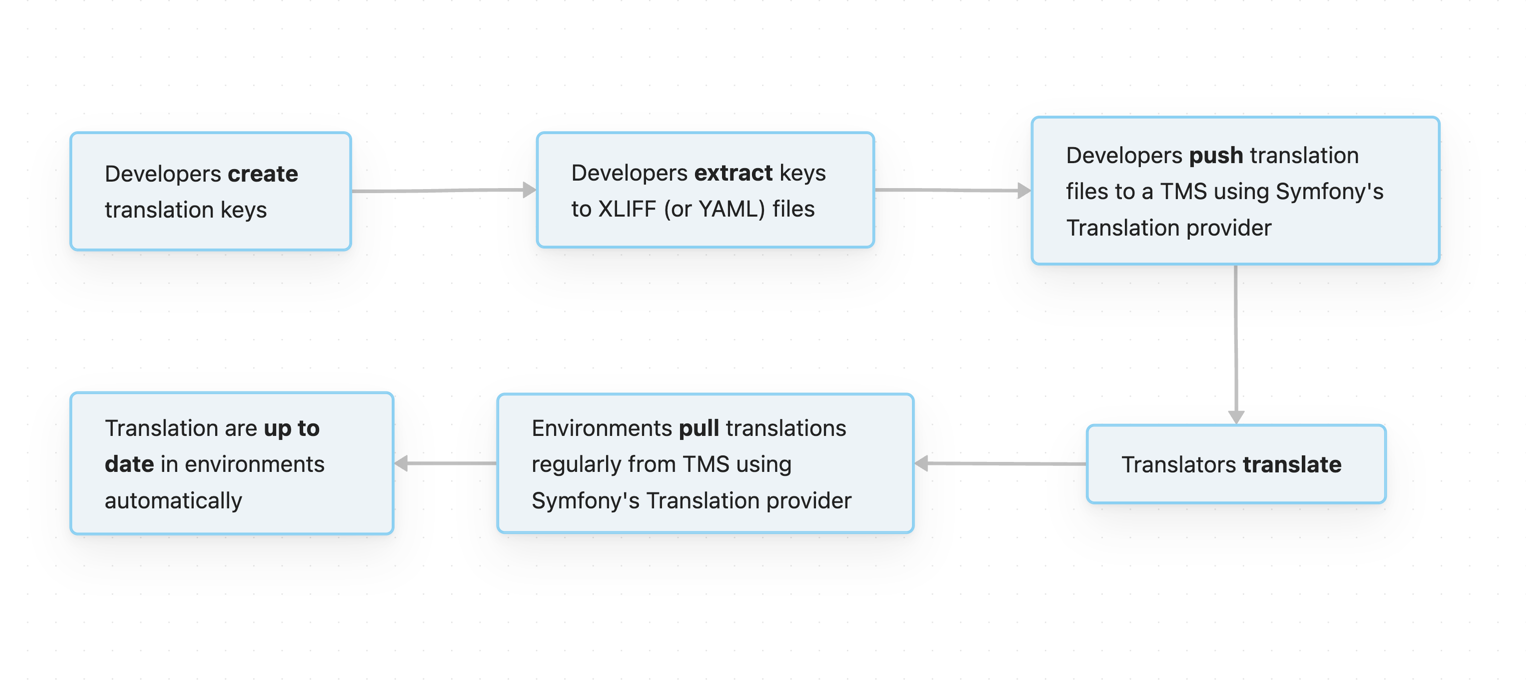 Developers create
translation keys
Developers extract keys
to XLIFF (or YAML) files
Developers push translation
files to a TMS using Symfony's
Translation provider
Translators translate
Environments pull translations
regularly from TMS using
Symfony's Translation provider
Translation are up to
date in environments
automatically